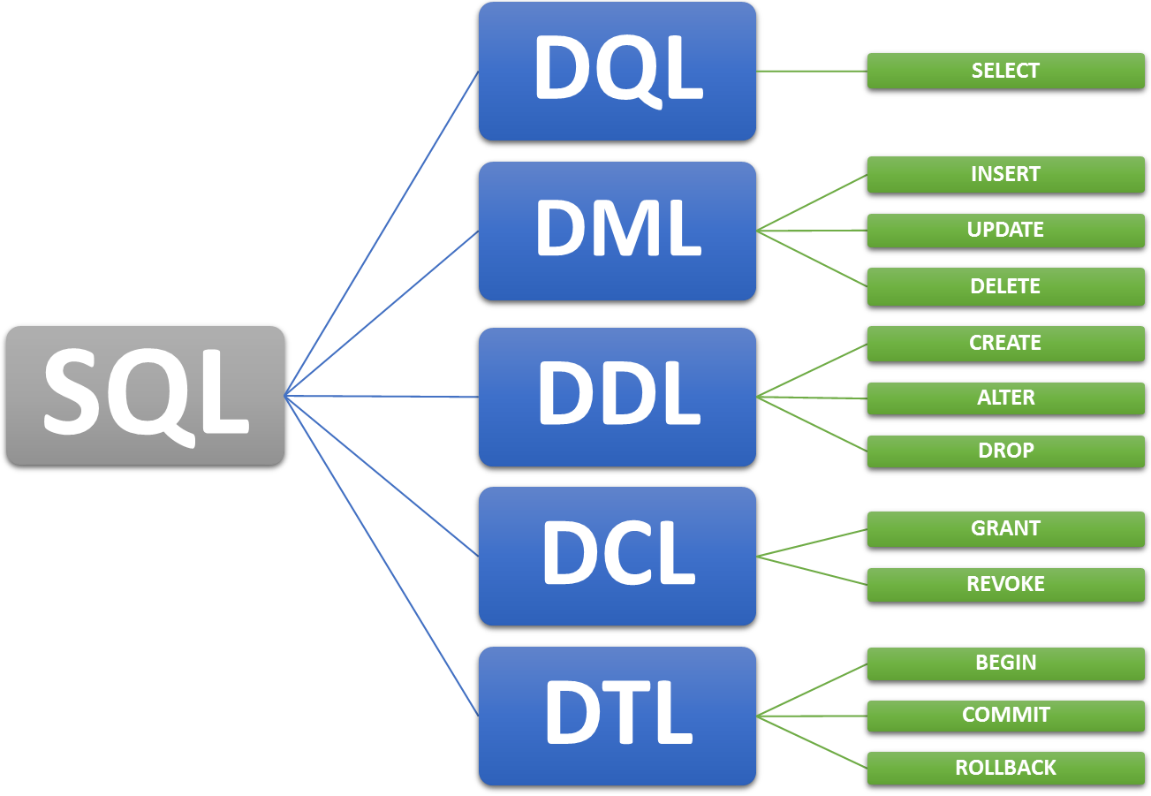 SQL
DQL
SELECT
DML
INSERT
UPDATE
DELETE
DDL
CREATE
ALTER
DROP
DCL
GRANT
REVOKE
DTL
BEGIN
COMMIT
ROLLBACK